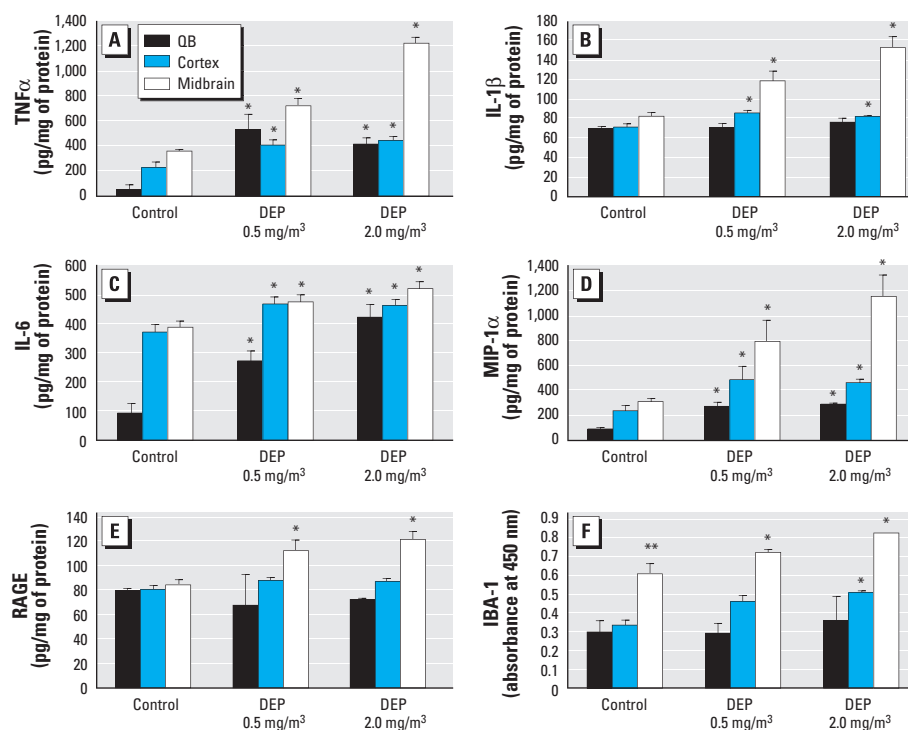 A
QB
Cortex
Midbrain
TNFα
(pg/mg of protein)
1,400
1,200
1,000
800
600
400
200
0
* * *
* * *
Control
DEP
0.5 mg/m³
DEP
2.0 mg/m³
B
IL-1β
(pg/mg of protein)
180
160
140
120
100
80
60
40
20
0
* *
* *
Control
DEP
0.5 mg/m³
DEP
2.0 mg/m³
C
IL-6
(pg/mg of protein)
600
500
400
300
200
100
0
* * *
* * *
Control
DEP
0.5 mg/m³
DEP
2.0 mg/m³
D
MIP-1α
(pg/mg of protein)
1,400
1,200
1,000
800
600
400
200
0
* * *
* * *
Control
DEP
0.5 mg/m³
DEP
2.0 mg/m³
E
RAGE
(pg/mg of protein)
140
120
100
80
60
40
20
0
*
*
Control
DEP
0.5 mg/m³
DEP
2.0 mg/m³
F
IBA-1
(absorbance at 450 nm)
0.9
0.8
0.7
0.6
0.5
0.4
0.3
0.2
0.1
0
**
*
* *
Control
DEP
0.5 mg/m³
DEP
2.0 mg/m³